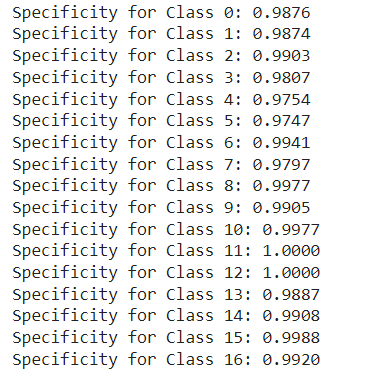 Specificity for Class 0: 0.9876
Specificity for Class 1: 0.9874
Specificity for Class 2: 0.9903
Specificity for Class 3: 0.9807
Specificity for Class 4: 0.9754
Specificity for Class 5: 0.9747
Specificity for Class 6: 0.9941
Specificity for Class 7: 0.9797
Specificity for Class 8: 0.9977
Specificity for Class 9: 0.9905
Specificity for Class 10: 0.9977
Specificity for Class 11: 1.0000
Specificity for Class 12: 1.0000
Specificity for Class 13: 0.9887
Specificity for Class 14: 0.9908
Specificity for Class 15: 0.9988
Specificity for Class 16: 0.9920